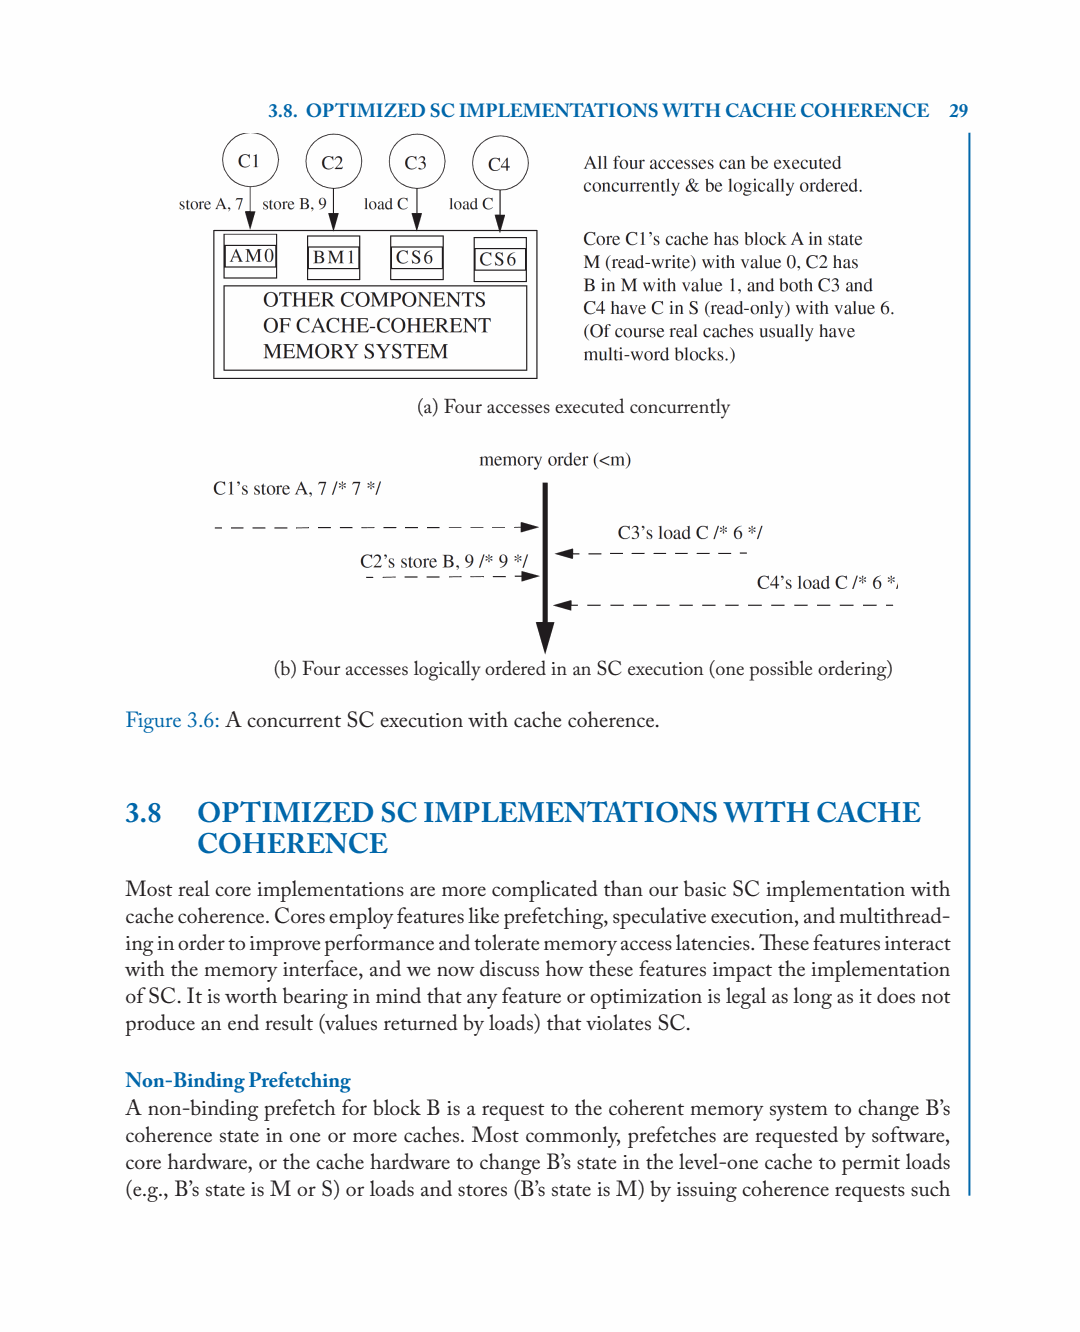 3.8. OPTIMIZED SC IMPLEMENTATIONS WITH CACHE COHERENCE 29
C1 C2 C3 C4
store A, 7 store B, 9 load C load C
A M 0 B M 1 C S 6 C S 6
OTHER COMPONENTS
OF CACHE-COHERENT
MEMORY SYSTEM
All four accesses can be executed
concurrently & be logically ordered.
Core C1’s cache has block A in state
M (read-write) with value 0, C2 has
B in M with value 1, and both C3 and
C4 have C in S (read-only) with value 6.
(Of course real caches usually have
multi-word blocks.)
(a) Four accesses executed concurrently
memory order (<m)
C1’s store A, 7 /* 7 */
C3’s load C /* 6 */
C2’s store B, 9 /* 9 */
C4’s load C /* 6 */
(b) Four accesses logically ordered in an SC execution (one possible ordering)
Figure 3.6: A concurrent SC execution with cache coherence.
3.8 OPTIMIZED SC IMPLEMENTATIONS WITH CACHE
COHERENCE
Most real core implementations are more complicated than our basic SC implementation with
cache coherence. Cores employ features like prefetching, speculative execution, and multithread-
ing in order to improve performance and tolerate memory access latencies. These features interact
with the memory interface, and we now discuss how these features impact the implementation
of SC. It is worth bearing in mind that any feature or optimization is legal as long as it does not
produce an end result (values returned by loads) that violates SC.
Non-Binding Prefetching
A non-binding prefetch for block B is a request to the coherent memory system to change B’s
coherence state in one or more caches. Most commonly, prefetches are requested by software,
core hardware, or the cache hardware to change B’s state in the level-one cache to permit loads
(e.g., B’s state is M or S) or loads and stores (B’s state is M) by issuing coherence requests such